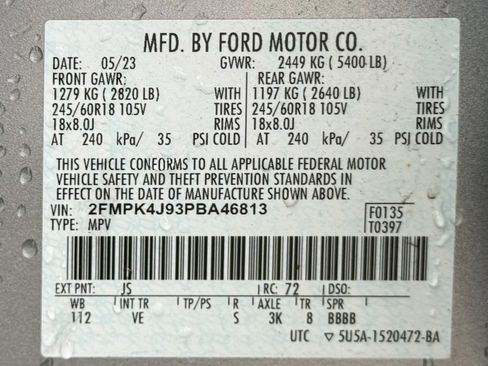 MFD. BY FORD MOTOR CO.
DATE: 05/23 GVWR: 2449 KG ( 5400 LB)
FRONT GAWR: REAR GAWR:
1279 KG ( 2820 LB) WITH 1197 KG ( 2640 LB) WITH
245/60R18 105V TIRES 245/60R18 105V TIRES
18x8.0J RIMS 18x8.0J RIMS
AT 240 kPa/ 35 PSI COLD AT 240 kPa/ 35 PSI COLD
THIS VEHICLE CONFORMS TO ALL APPLICABLE FEDERAL MOTOR
VEHICLE SAFETY AND THEFT PREVENTION STANDARDS IN
EFFECT ON THE DATE OF MANUFACTURE SHOWN ABOVE.
VIN: 2FMPK4J93PBA46813 F0135
TYPE: MPV T0397
EXT PNT: JS RC: 72 DSO:
WB INT TR TP/PS R AXLE TR SPR
112 VE S 3K 8 BBBB
UTC ▽ 5U5A-1520472-BA